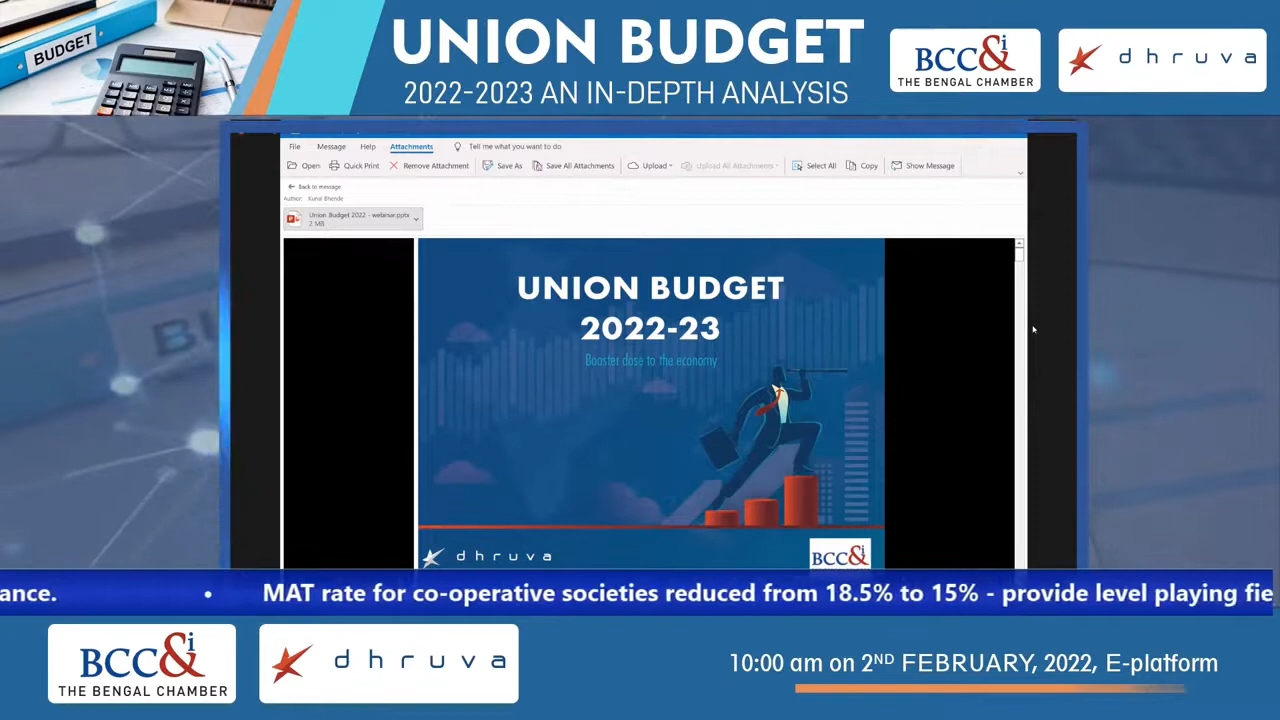 BUDGET
UNION BUDGET
2022-2023 AN IN-DEPTH ANALYSIS
BCC&i
THE BENGAL CHAMBER
dhruva
File Message Help Attachments Tell me what you want to do
Open Quick Print Remove Attachment Save As Save All Attachments Upload Upload All Attachments Select All Copy Show Message
Back to message
Author: Kunal Bhende
Union Budget 2022 - webinar.pptx
2 MB
UNION BUDGET
2022-23
Booster dose to the economy
dhruva
BCC&i
ance. • MAT rate for co-operative societies reduced from 18.5% to 15% - provide level playing fie
BCC&i
THE BENGAL CHAMBER
dhruva
10:00 am on 2ND FEBRUARY, 2022, E-platform